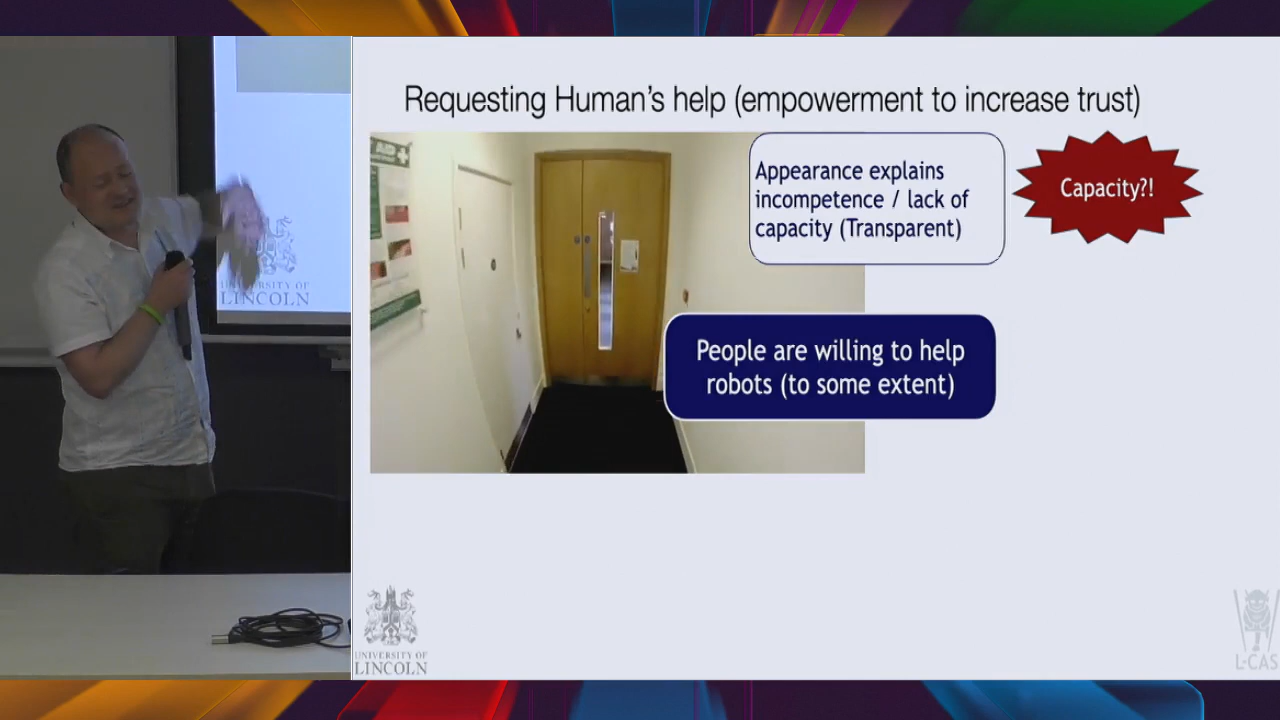 Requesting Human's help (empowerment to increase trust)
Appearance explains
incompetence / lack of
capacity (Transparent)
Capacity?!
People are willing to help
robots (to some extent)
AID
UNIVERSITY OF
LINCOLN
UNIVERSITY OF
LINCOLN
L-CAS